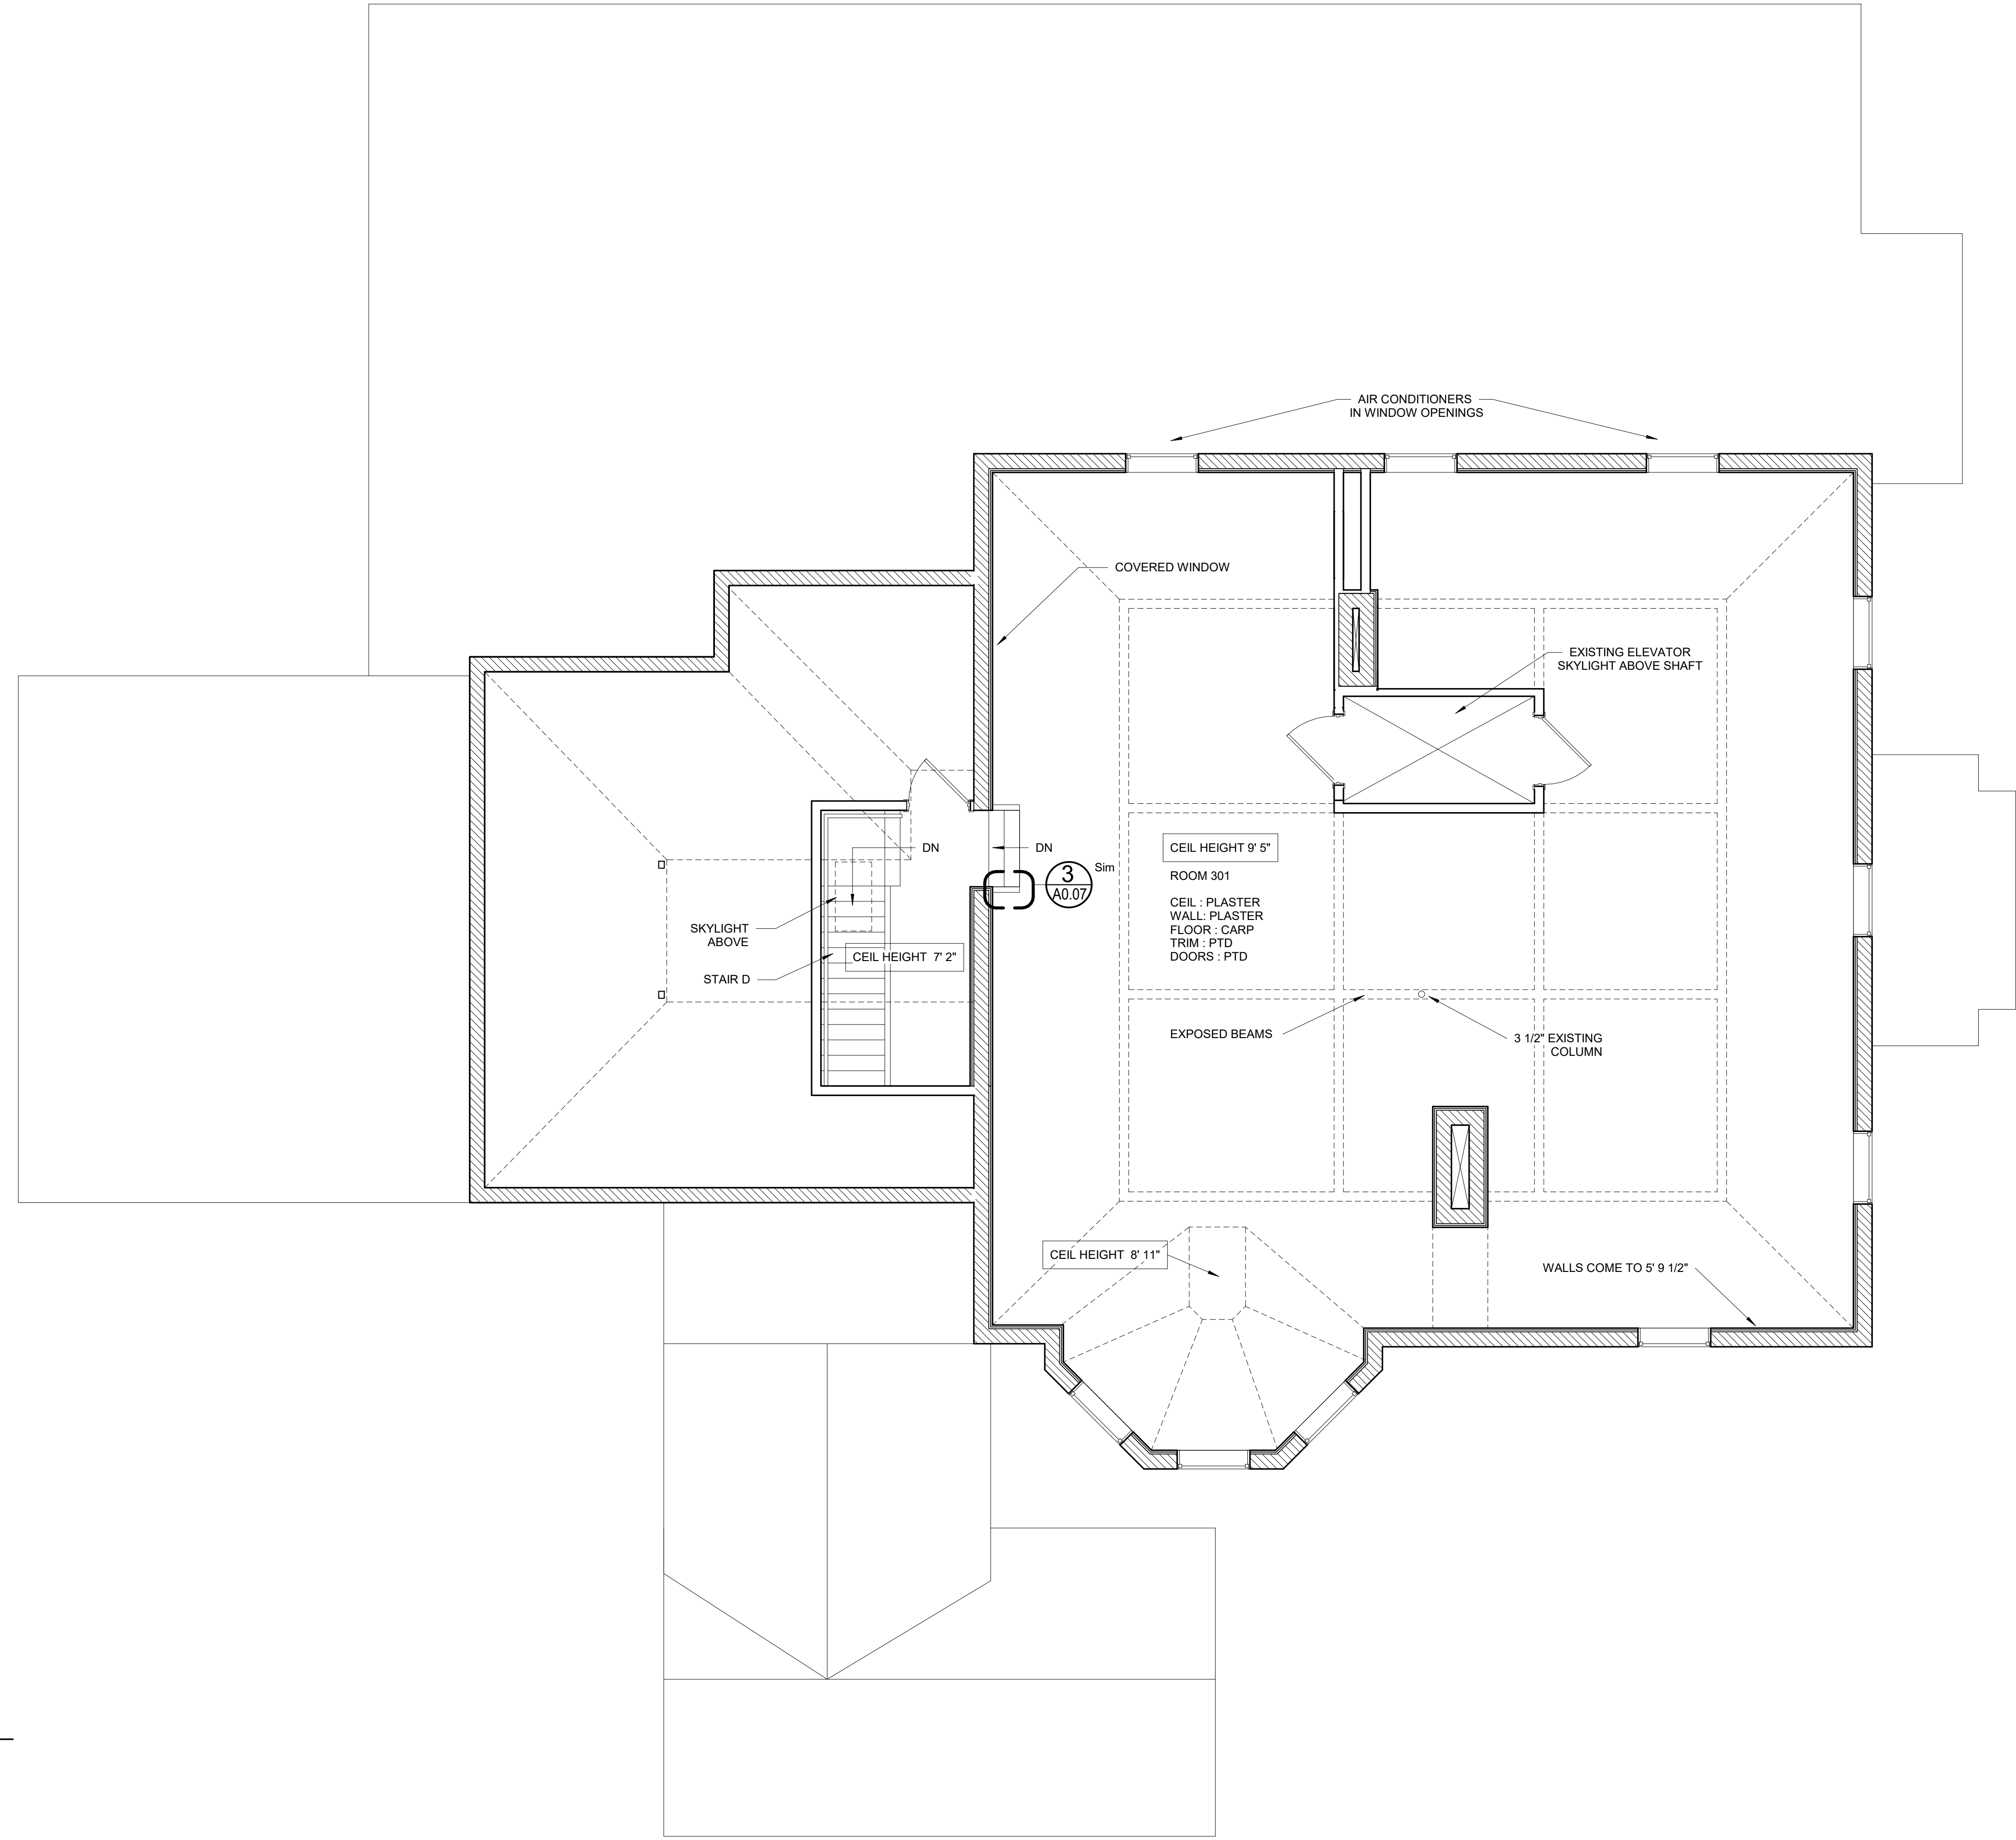 AIR CONDITIONERS
IN WINDOW OPENINGS
COVERED WINDOW
EXISTING ELEVATOR
SKYLIGHT ABOVE SHAFT
DN
DN
CEIL HEIGHT 9' 5"
3
A0.07
Sim
ROOM 301
CEIL : PLASTER
WALL: PLASTER
FLOOR : CARP
TRIM : PTD
DOORS : PTD
SKYLIGHT
ABOVE
CEIL HEIGHT 7' 2"
STAIR D
EXPOSED BEAMS
3 1/2" EXISTING
COLUMN
CEIL HEIGHT 8' 11"
WALLS COME TO 5' 9 1/2"